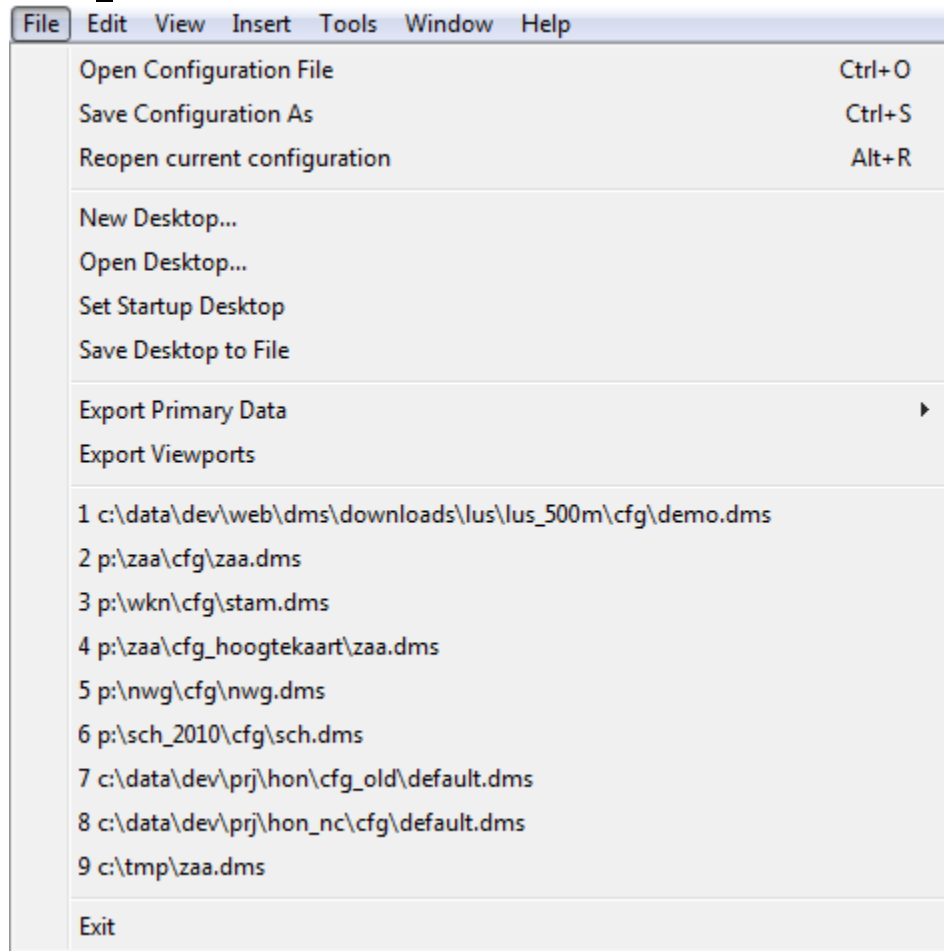 File Edit View Insert Tools Window Help
Open Configuration File Ctrl+O
Save Configuration As Ctrl+S
Reopen current configuration Alt+R
New Desktop...
Open Desktop...
Set Startup Desktop
Save Desktop to File
Export Primary Data
Export Viewports
1 c:\data\dev\web\dms\downloads\lus\lus_500m\cfg\demo.dms
2 p:\zaa\cfg\zaa.dms
3 p:\wkn\cfg\stam.dms
4 p:\zaa\cfg_hoogtekaart\zaa.dms
5 p:\nwg\cfg\nwg.dms
6 p:\sch_2010\cfg\sch.dms
7 c:\data\dev\prj\hon\cfg_old\default.dms
8 c:\data\dev\prj\hon_nc\cfg\default.dms
9 c:\tmp\zaa.dms
Exit